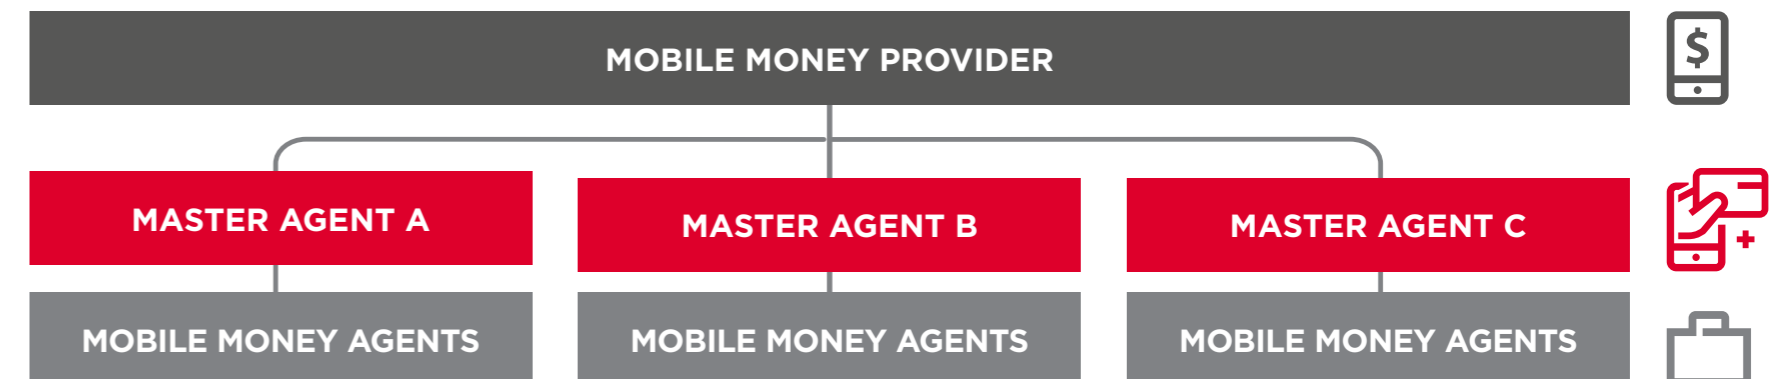 MOBILE MONEY PROVIDER
$
MASTER AGENT A
MASTER AGENT B
MASTER AGENT C
MOBILE MONEY AGENTS
MOBILE MONEY AGENTS
MOBILE MONEY AGENTS